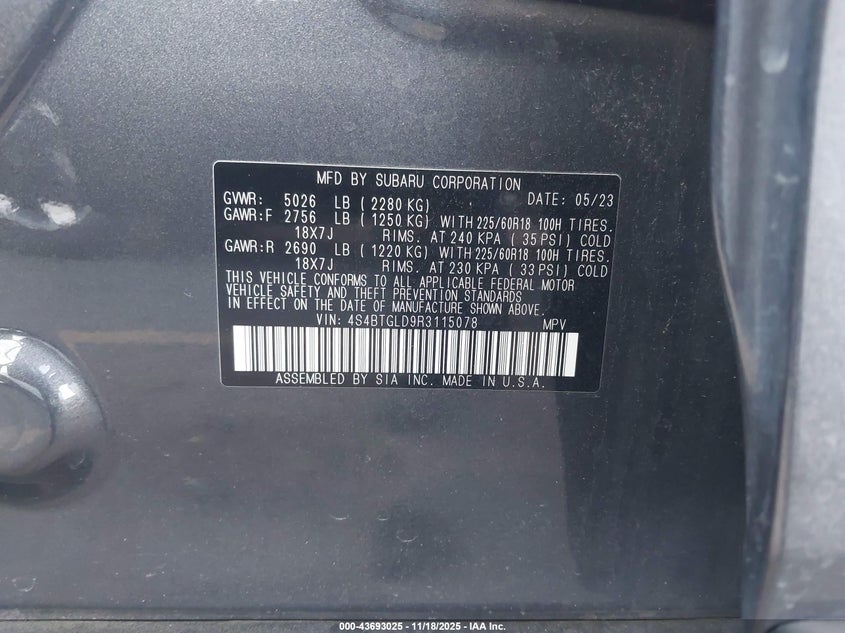 MFD BY SUBARU CORPORATION DATE: 05/23
GVWR: 5026 LB ( 2280 KG)
GAWR:F 2756 LB ( 1250 KG) WITH 225/60R18 100H TIRES.
18X7J RIMS. AT 240 KPA ( 35 PSI) COLD
GAWR:R 2690 LB ( 1220 KG) WITH 225/60R18 100H TIRES.
18X7J RIMS. AT 230 KPA ( 33 PSI) COLD
THIS VEHICLE CONFORMS TO ALL APPLICABLE FEDERAL MOTOR
VEHICLE SAFETY AND THEFT PREVENTION STANDARDS
IN EFFECT ON THE DATE OF MANUFACTURE SHOWN ABOVE.
VIN: 4S4BTGLD9R3115078 MPV
ASSEMBLED BY SIA INC. MADE IN U.S.A.
000-43693025 - 11/18/2025 - IAA Inc.